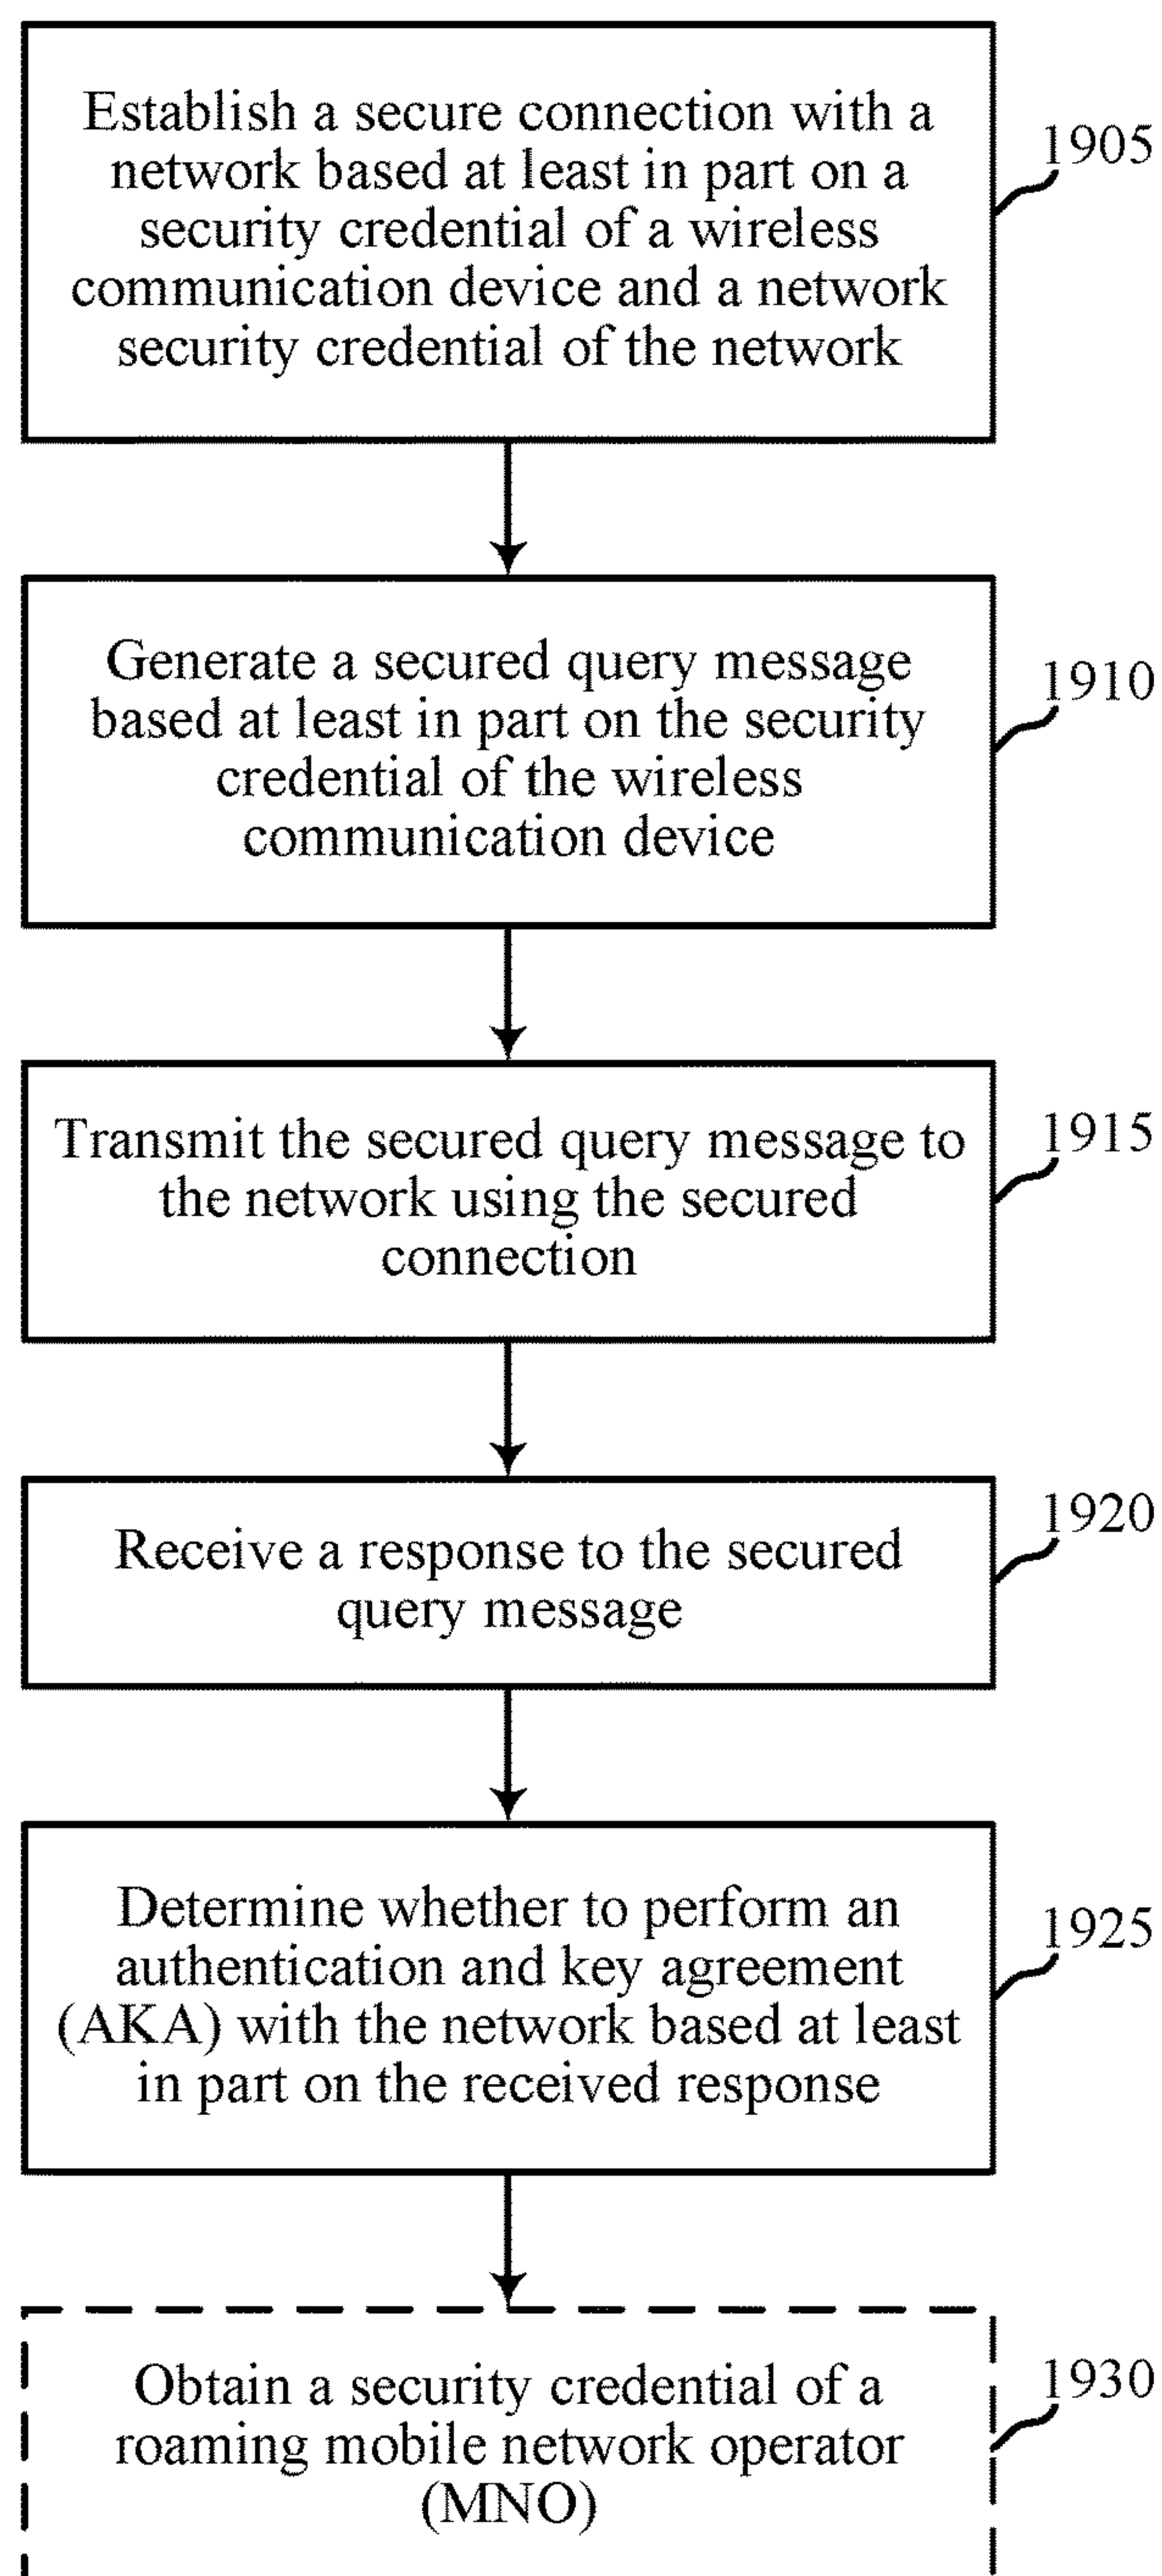 Establish a secure connection with a
network based at least in part on a
security credential of a wireless
communication device and a network
security credential of the network
1905
Generate a secured query message
based at least in part on the security
credential of the wireless
communication device
1910
Transmit the secured query message to
the network using the secured
connection
1915
Receive a response to the secured
query message
1920
Determine whether to perform an
authentication and key agreement
(AKA) with the network based at least
in part on the received response
1925
Obtain a security credential of a
roaming mobile network operator
(MNO)
1930